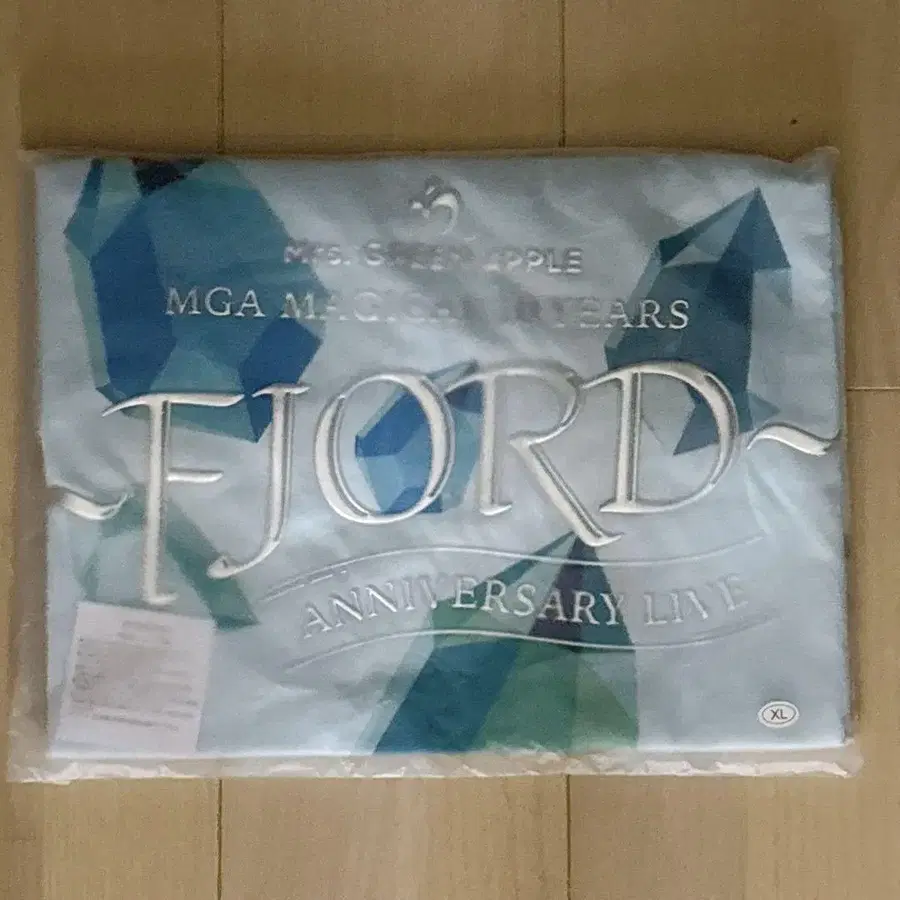 Mrs. GREEN APPLE
MGA MAGICAL 10 YEARS
~FJORD~
ANNIVERSARY LIVE
XL